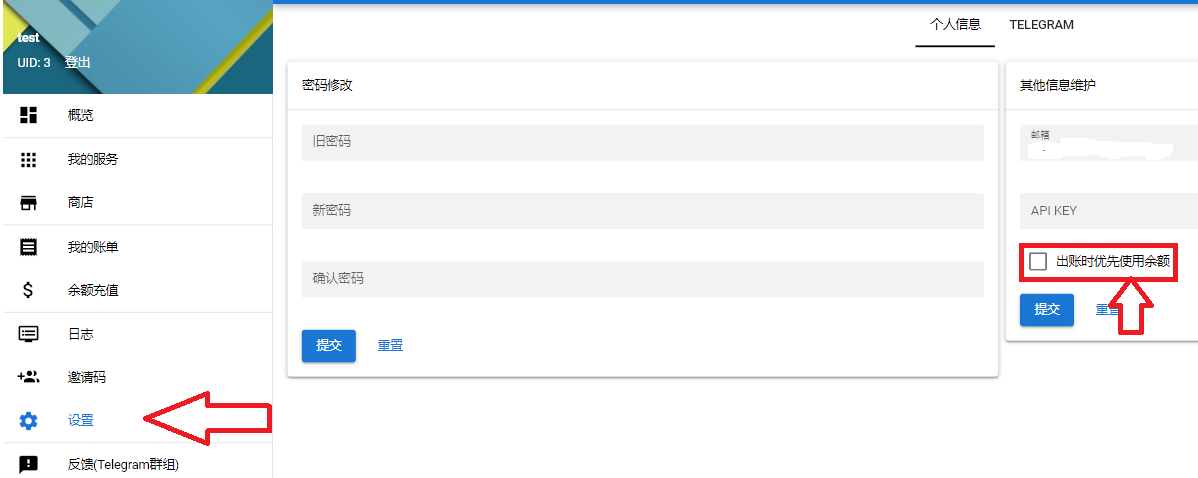 test
UID: 3 登出
概览
我的服务
商店
我的账单
余额充值
日志
邀请码
设置
反馈(Telegram群组)
个人信息 TELEGRAM
密码修改
旧密码
新密码
确认密码
提交 重置
其他信息维护
邮箱
API KEY
出账时优先使用余额
提交 重置